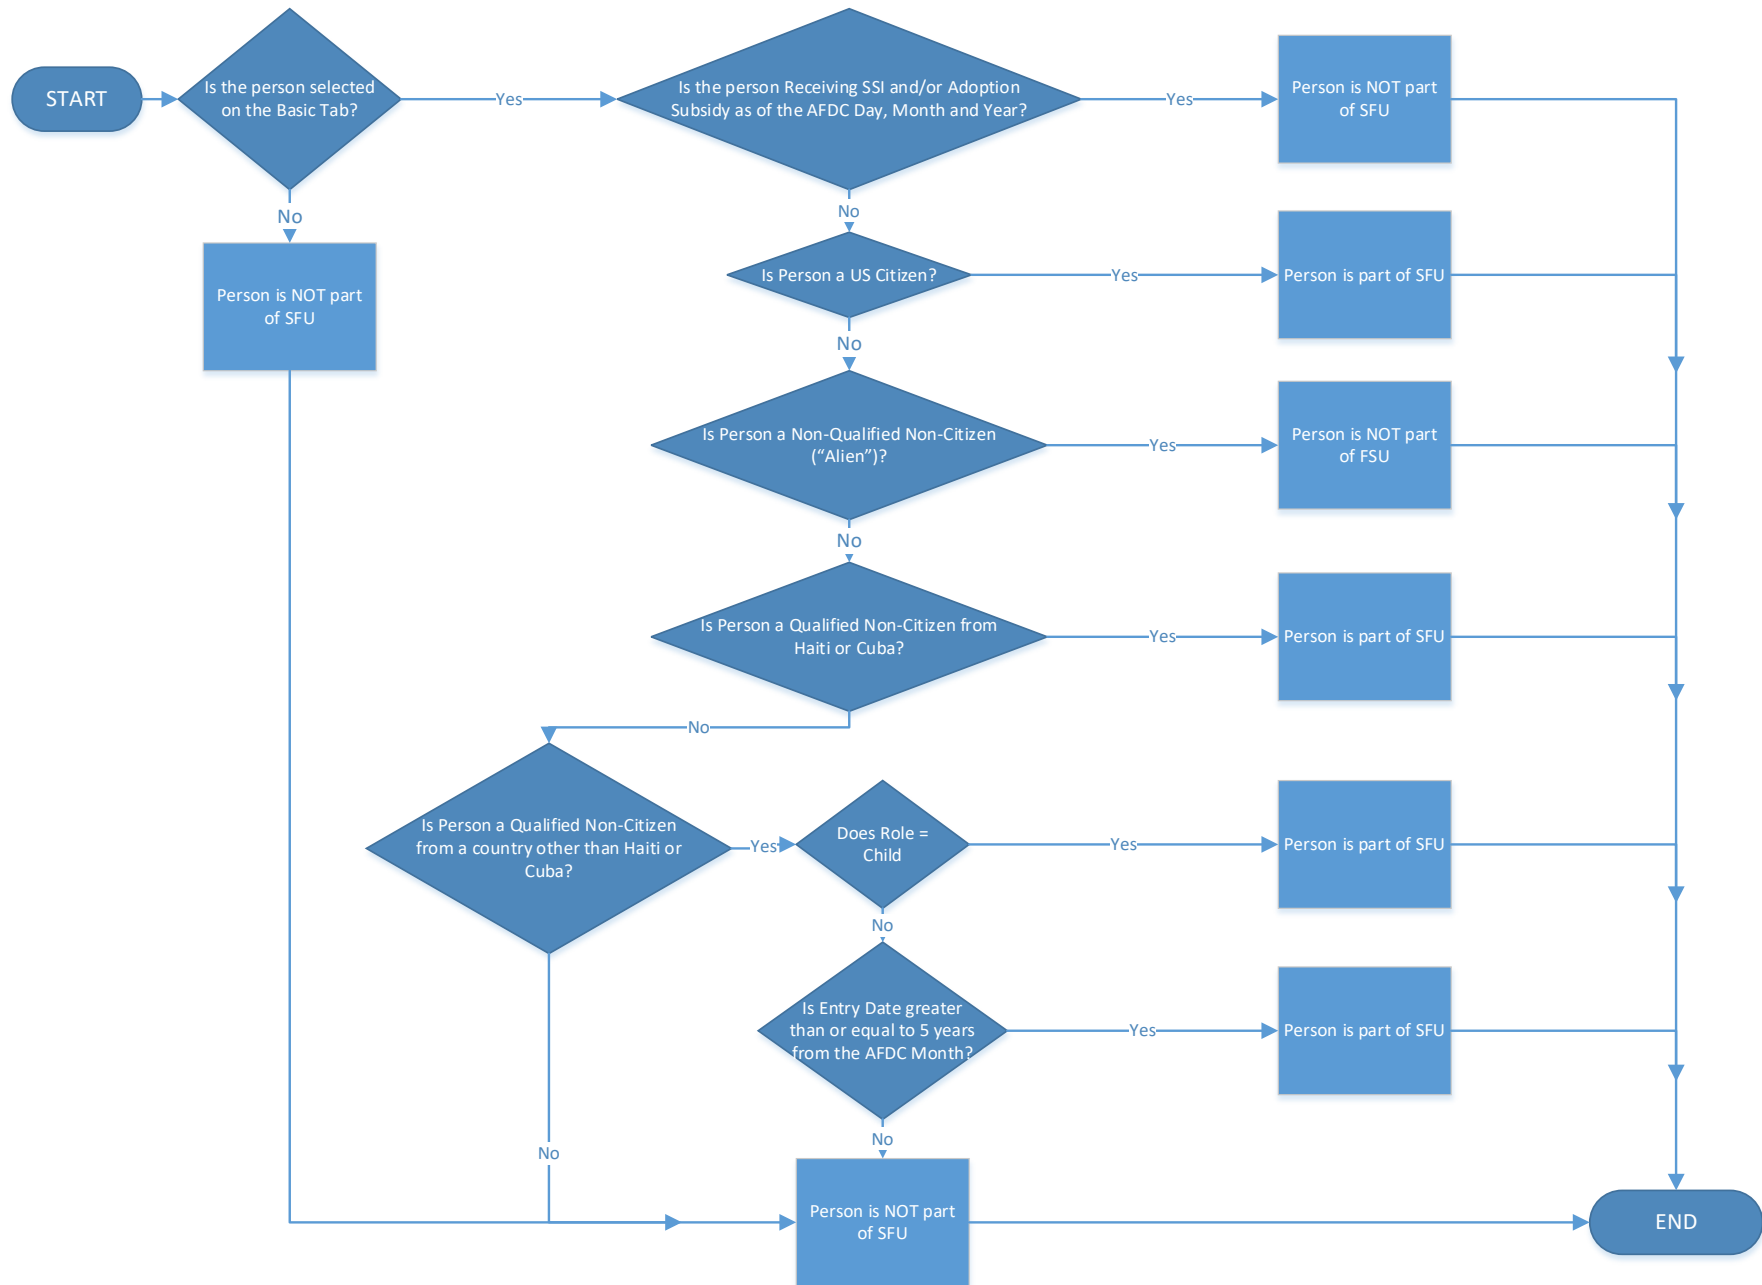 START
Is the person selected
on the Basic Tab?
Yes
Is the person Receiving SSI and/or Adoption
Subsidy as of the AFDC Day, Month and Year?
Yes
Person is NOT part
of SFU
No
Person is NOT part
of SFU
No
Is Person a US Citizen?
Yes
Person is part of SFU
No
Is Person a Non-Qualified Non-Citizen
(“Alien”)?
Yes
Person is NOT part
of FSU
No
Is Person a Qualified Non-Citizen from
Haiti or Cuba?
Yes
Person is part of SFU
No
Is Person a Qualified Non-Citizen
from a country other than Haiti or
Cuba?
Yes
Does Role =
Child
Yes
Person is part of SFU
No
Is Entry Date greater
than or equal to 5 years
from the AFDC Month?
Yes
Person is part of SFU
No
No
Person is NOT part
of SFU
END